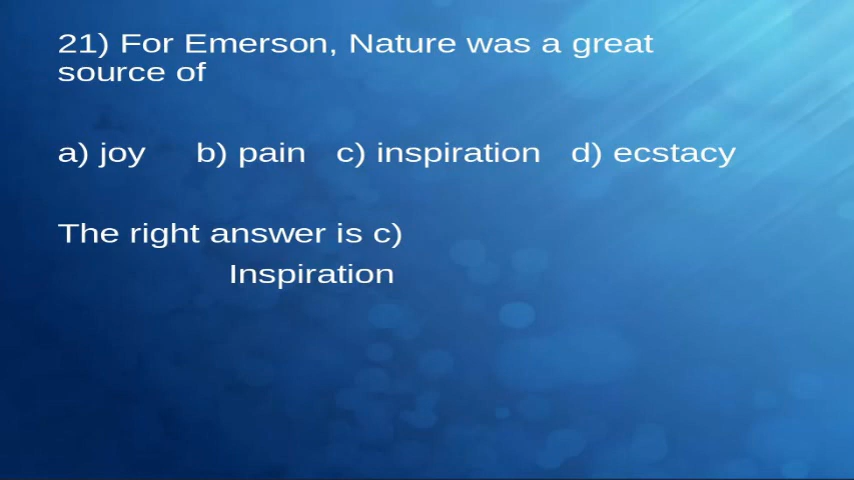 21) For Emerson, Nature was a great
source of
a) joy b) pain c) inspiration d) ecstacy
The right answer is c)
Inspiration